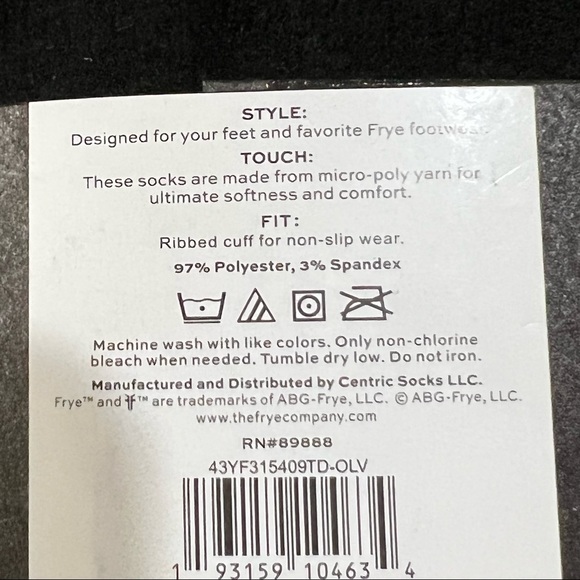 STYLE:
Designed for your feet and favorite Frye footwear.
TOUCH:
These socks are made from micro-poly yarn for
ultimate softness and comfort.
FIT:
Ribbed cuff for non-slip wear.
97% Polyester, 3% Spandex
Machine wash with like colors. Only non-chlorine
bleach when needed. Tumble dry low. Do not iron.
Manufactured and Distributed by Centric Socks LLC.
Frye™ and ™ are trademarks of ABG-Frye, LLC. © ABG-Frye, LLC.
www.thefryecompany.com
RN#89888
43YF315409TD-OLV
1 93159 10463 4